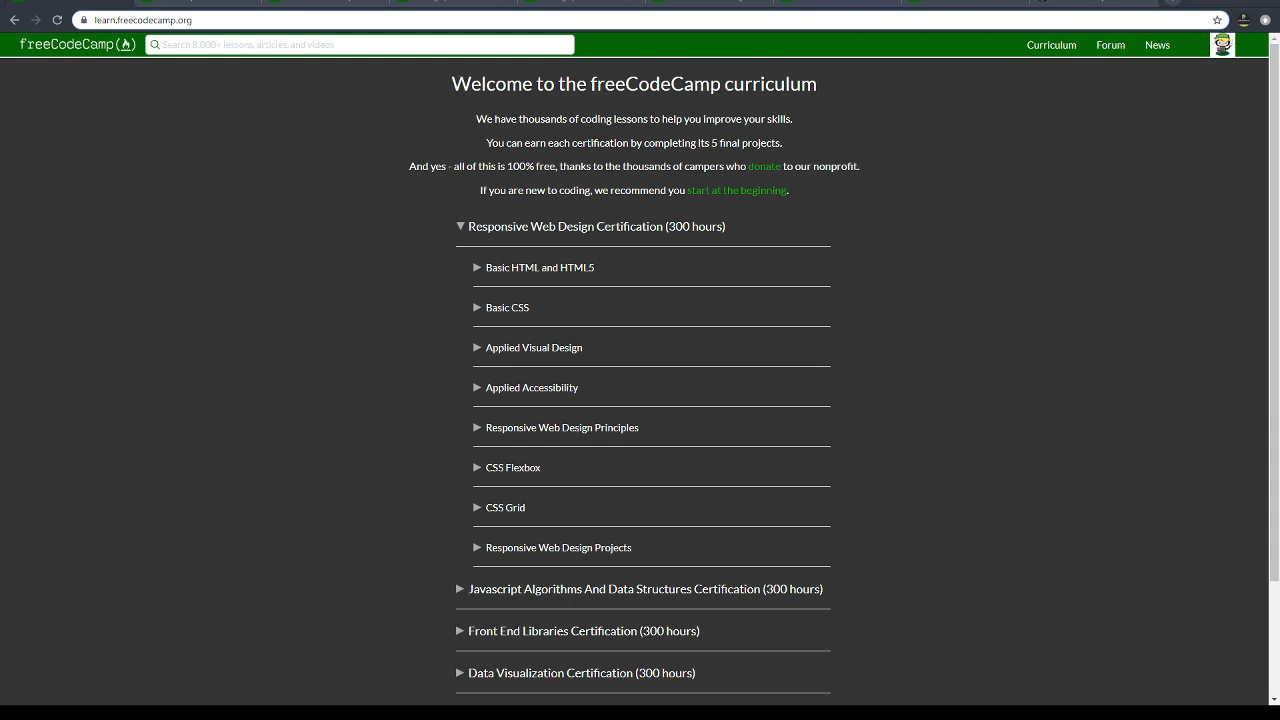 learn.freecodecamp.org
freeCodeCamp
Search 8,000+ lessons, articles, and videos
Curriculum
Forum
News
Welcome to the freeCodeCamp curriculum
We have thousands of coding lessons to help you improve your skills.
You can earn each certification by completing its 5 final projects.
And yes - all of this is 100% free, thanks to the thousands of campers who donate to our nonprofit.
If you are new to coding, we recommend you start at the beginning.
Responsive Web Design Certification (300 hours)
Basic HTML and HTML5
Basic CSS
Applied Visual Design
Applied Accessibility
Responsive Web Design Principles
CSS Flexbox
CSS Grid
Responsive Web Design Projects
Javascript Algorithms And Data Structures Certification (300 hours)
Front End Libraries Certification (300 hours)
Data Visualization Certification (300 hours)